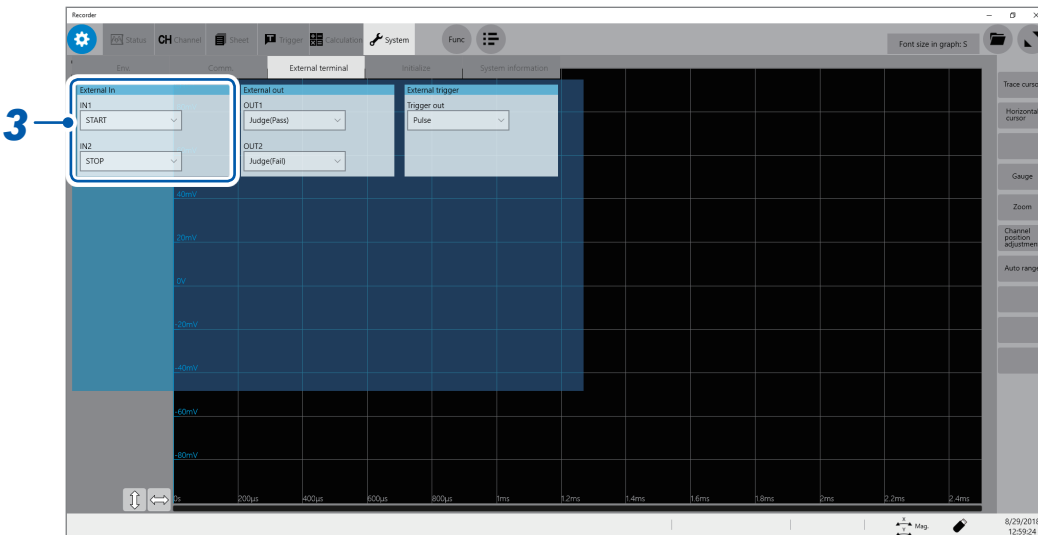 Recorder
Status CH Channel Sheet Trigger Calculation System Func
Font size in graph: 5
Env. Comm. External terminal Initialize System information
3
External In
IN1
START
IN2
STOP
External out
OUT1
Judge(Pass)
OUT2
Judge(Fail)
External trigger
Trigger out
Pulse
Horizontal
cursor
Gauge
Zoom
Channel
position
Auto range
40mV
20mV
0V
-20mV
-40mV
-60mV
-80mV
0s 200µs 400µs 600µs 800µs 1ms 1.2ms 1.4ms 1.6ms 1.8ms 2ms 2.2ms 2.4ms
X
Mag.
Y
8/29/2018
12:59:24